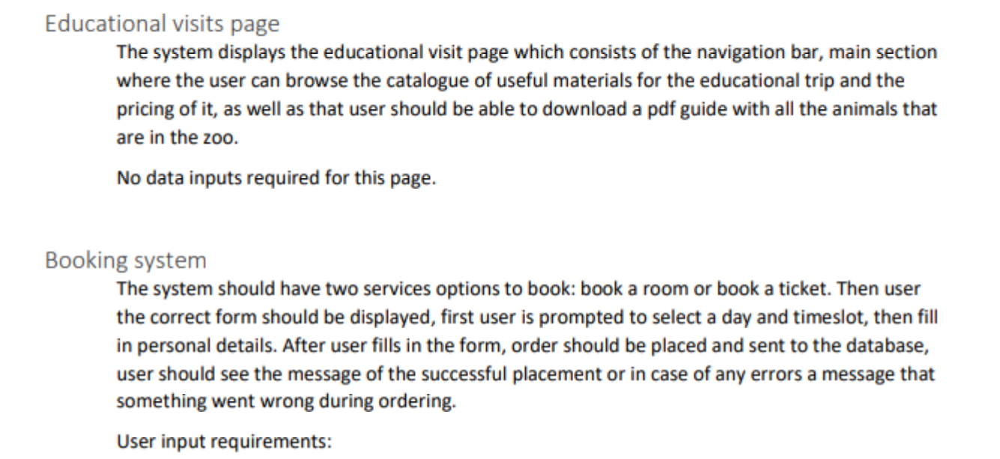 Educational visits page
The system displays the educational visit page which consists of the navigation bar, main section
where the user can browse the catalogue of useful materials for the educational trip and the
pricing of it, as well as that user should be able to download a pdf guide with all the animals that
are in the zoo.
No data inputs required for this page.
Booking system
The system should have two services options to book: book a room or book a ticket. Then user
the correct form should be displayed, first user is prompted to select a day and timeslot, then fill
in personal details. After user fills in the form, order should be placed and sent to the database,
user should see the message of the successful placement or in case of any errors a message that
something went wrong during ordering.
User input requirements: